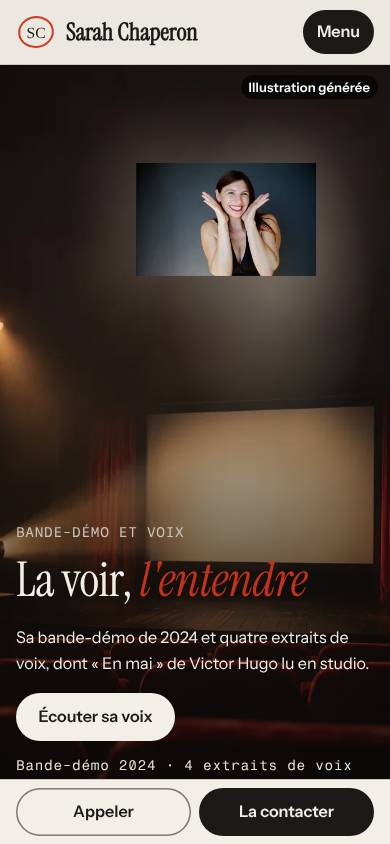 SC Sarah Chaperon Menu
Illustration générée
BANDE-DÉMO ET VOIX
La voir, l'entendre
Sa bande-démo de 2024 et quatre extraits de
voix, dont « En mai » de Victor Hugo lu en studio.
Écouter sa voix
Bande-démo 2024 · 4 extraits de voix
Appeler La contacter